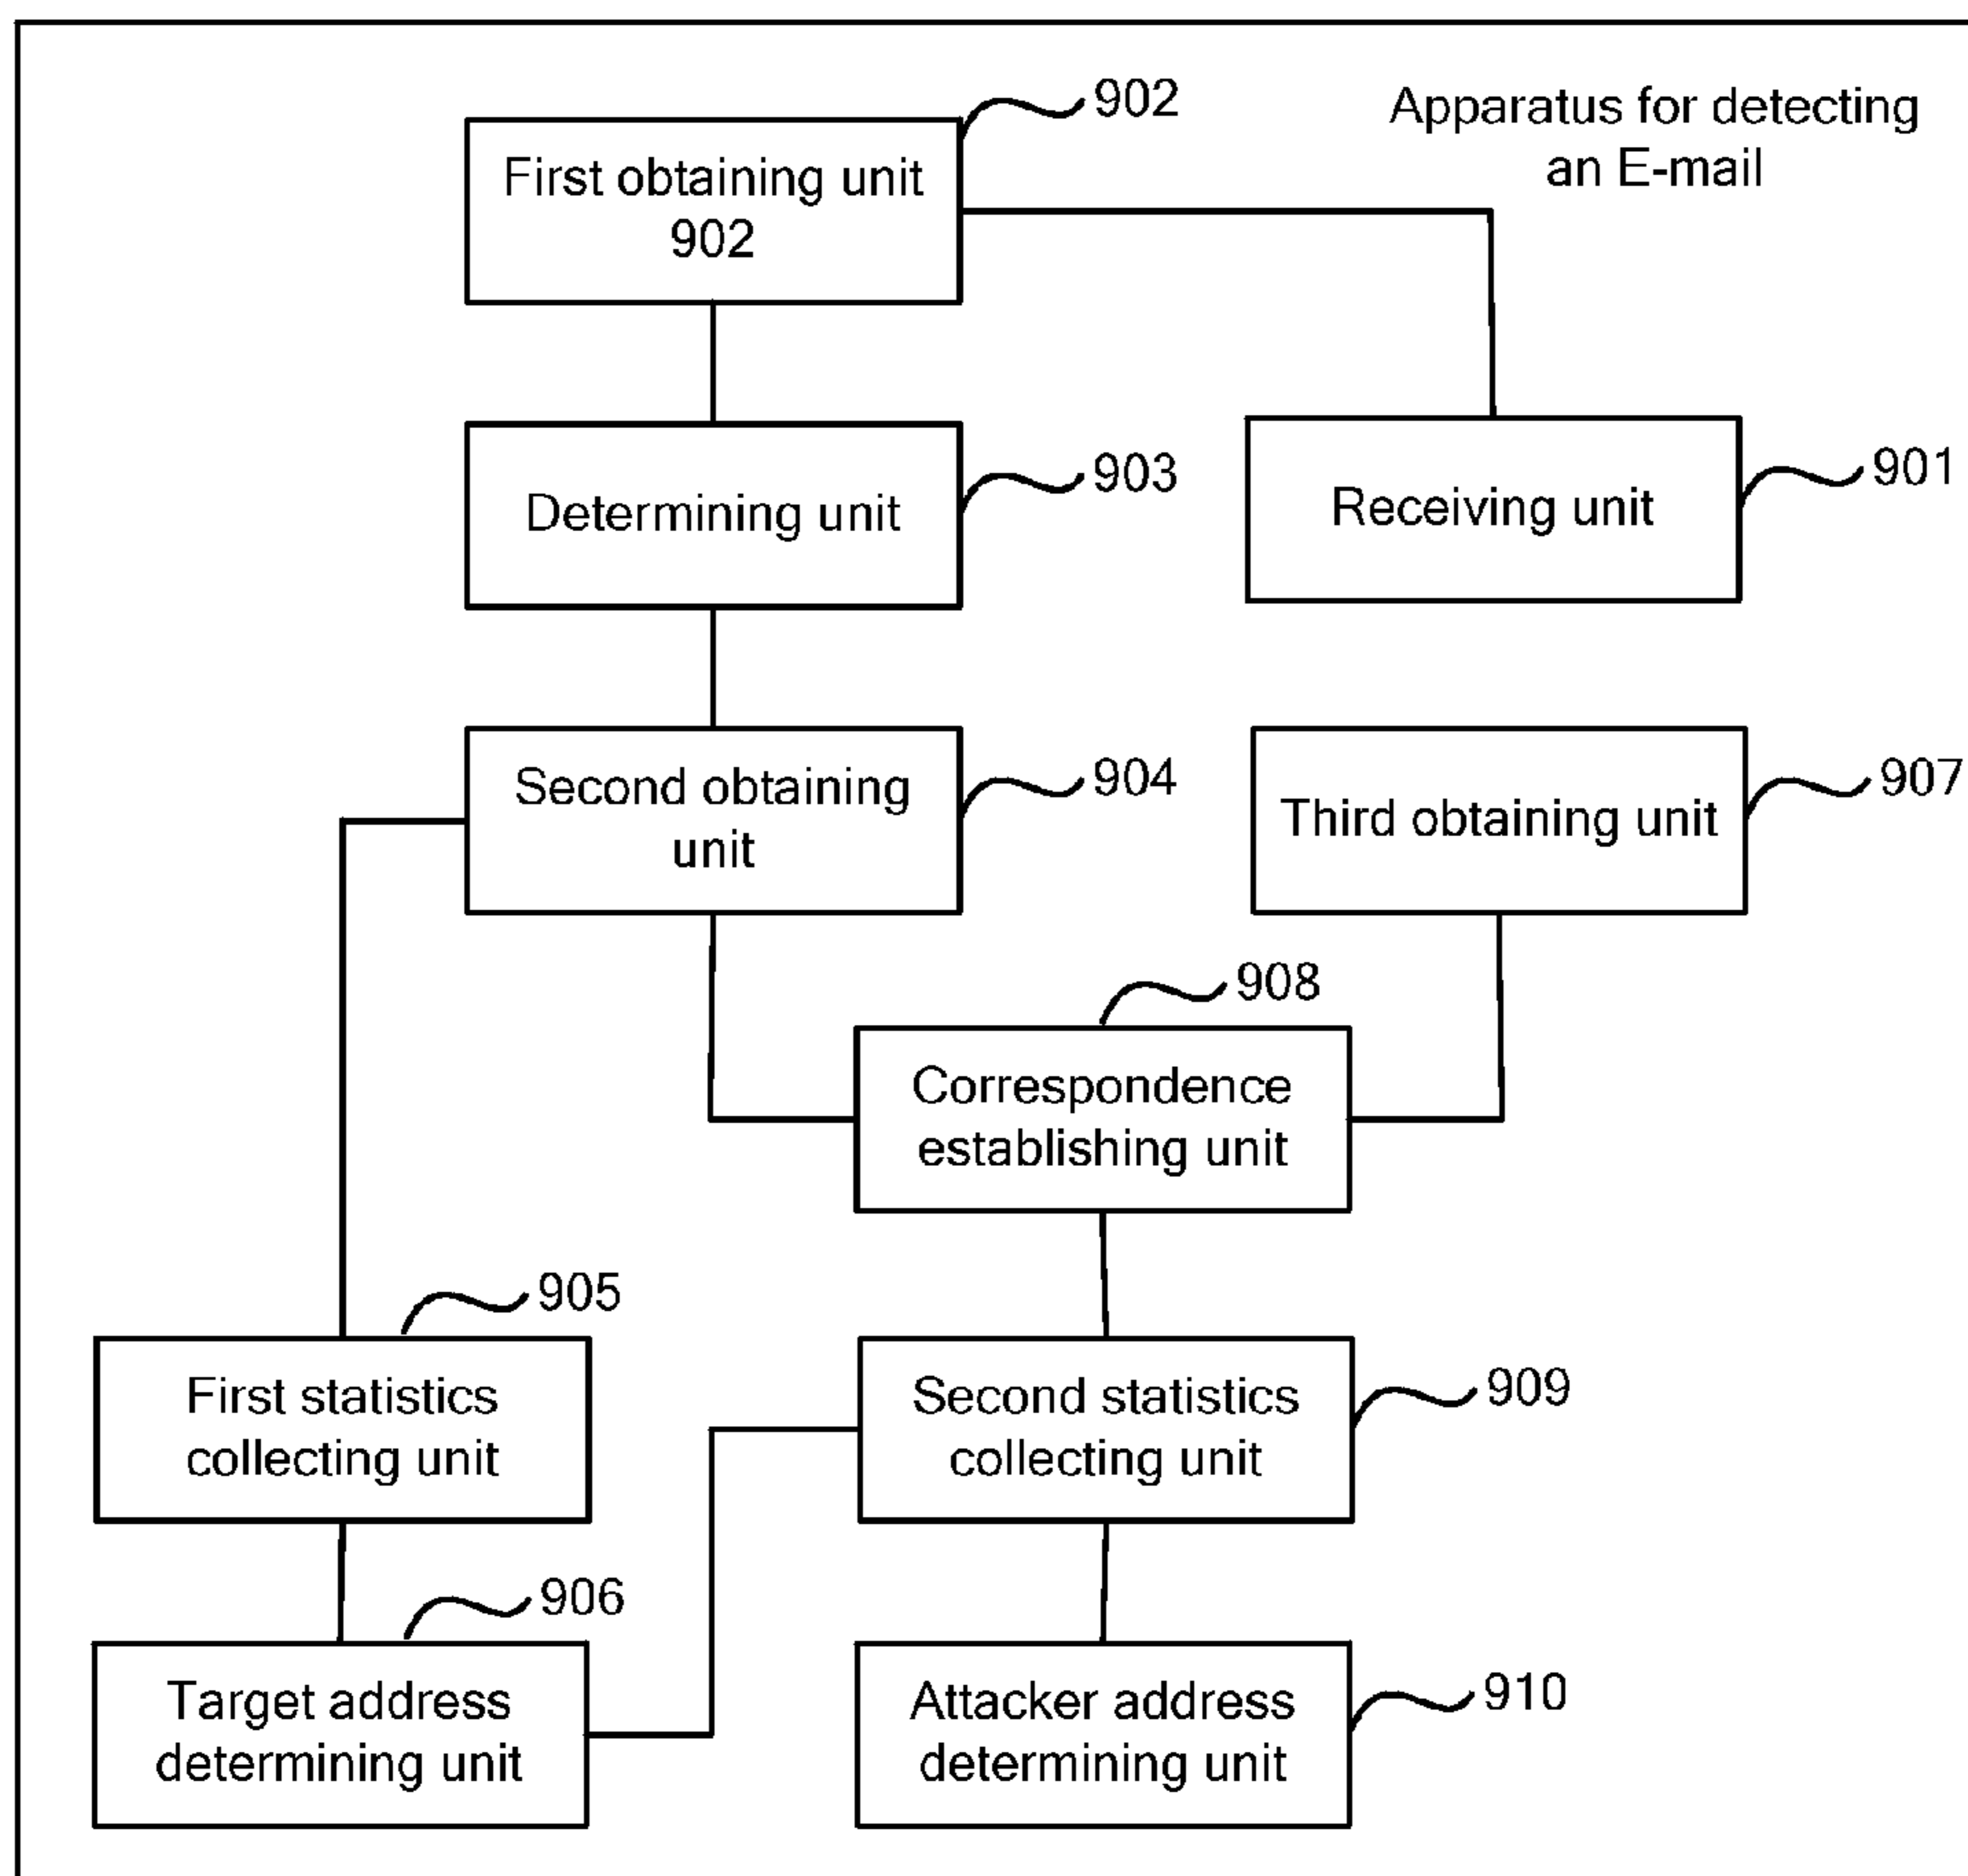 902
Apparatus for detecting
an E-mail
First obtaining unit
902
903
Determining unit
901
Receiving unit
904
Second obtaining
unit
907
Third obtaining unit
908
Correspondence
establishing unit
905
First statistics
collecting unit
909
Second statistics
collecting unit
906
Target address
determining unit
910
Attacker address
determining unit